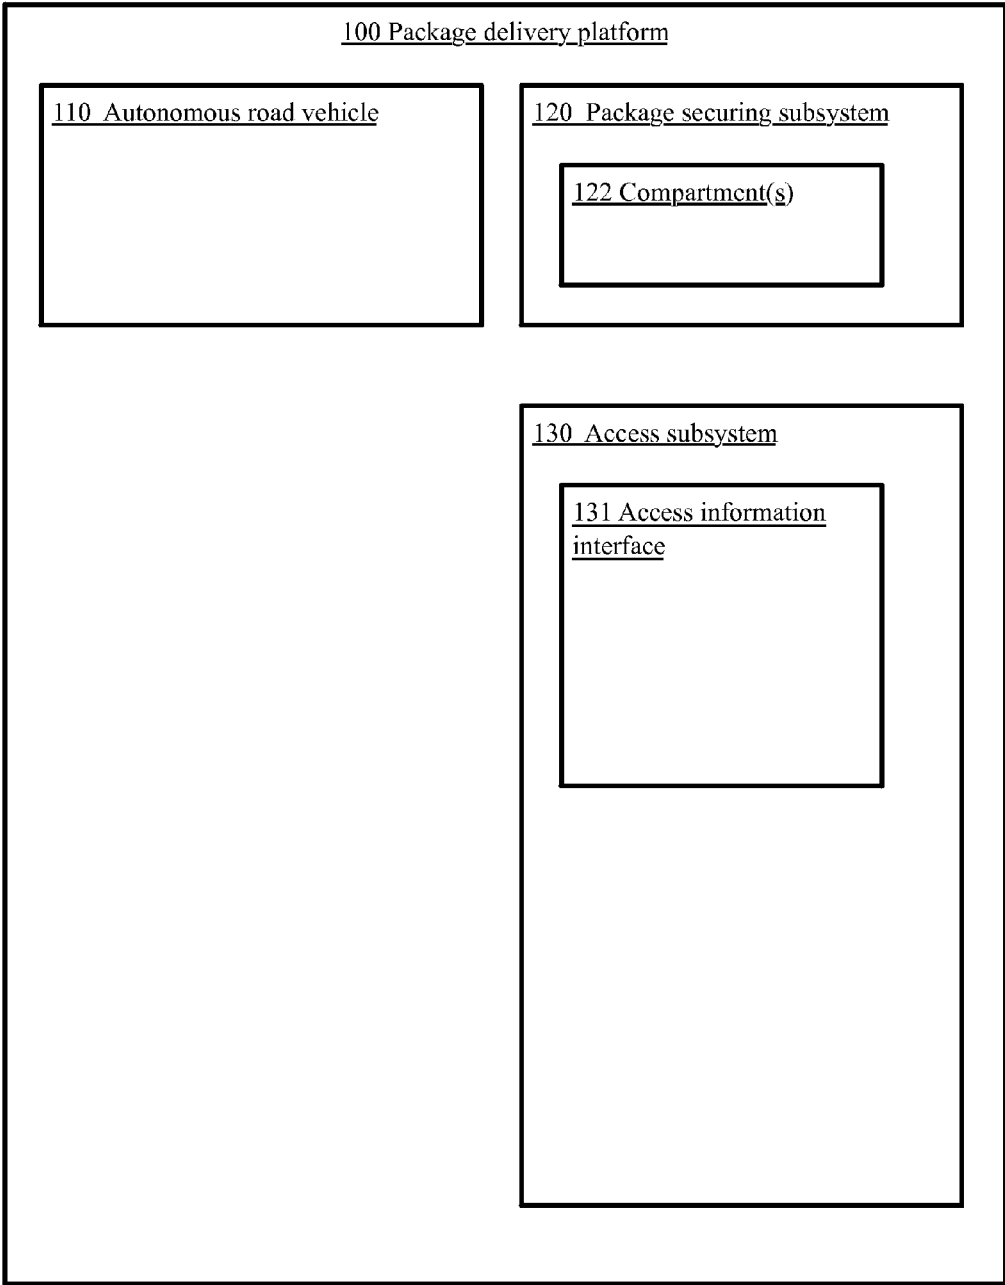 100 Package delivery platform
110 Autonomous road vehicle
120 Package securing subsystem
122 Compartment(s)
130 Access subsystem
131 Access information
interface